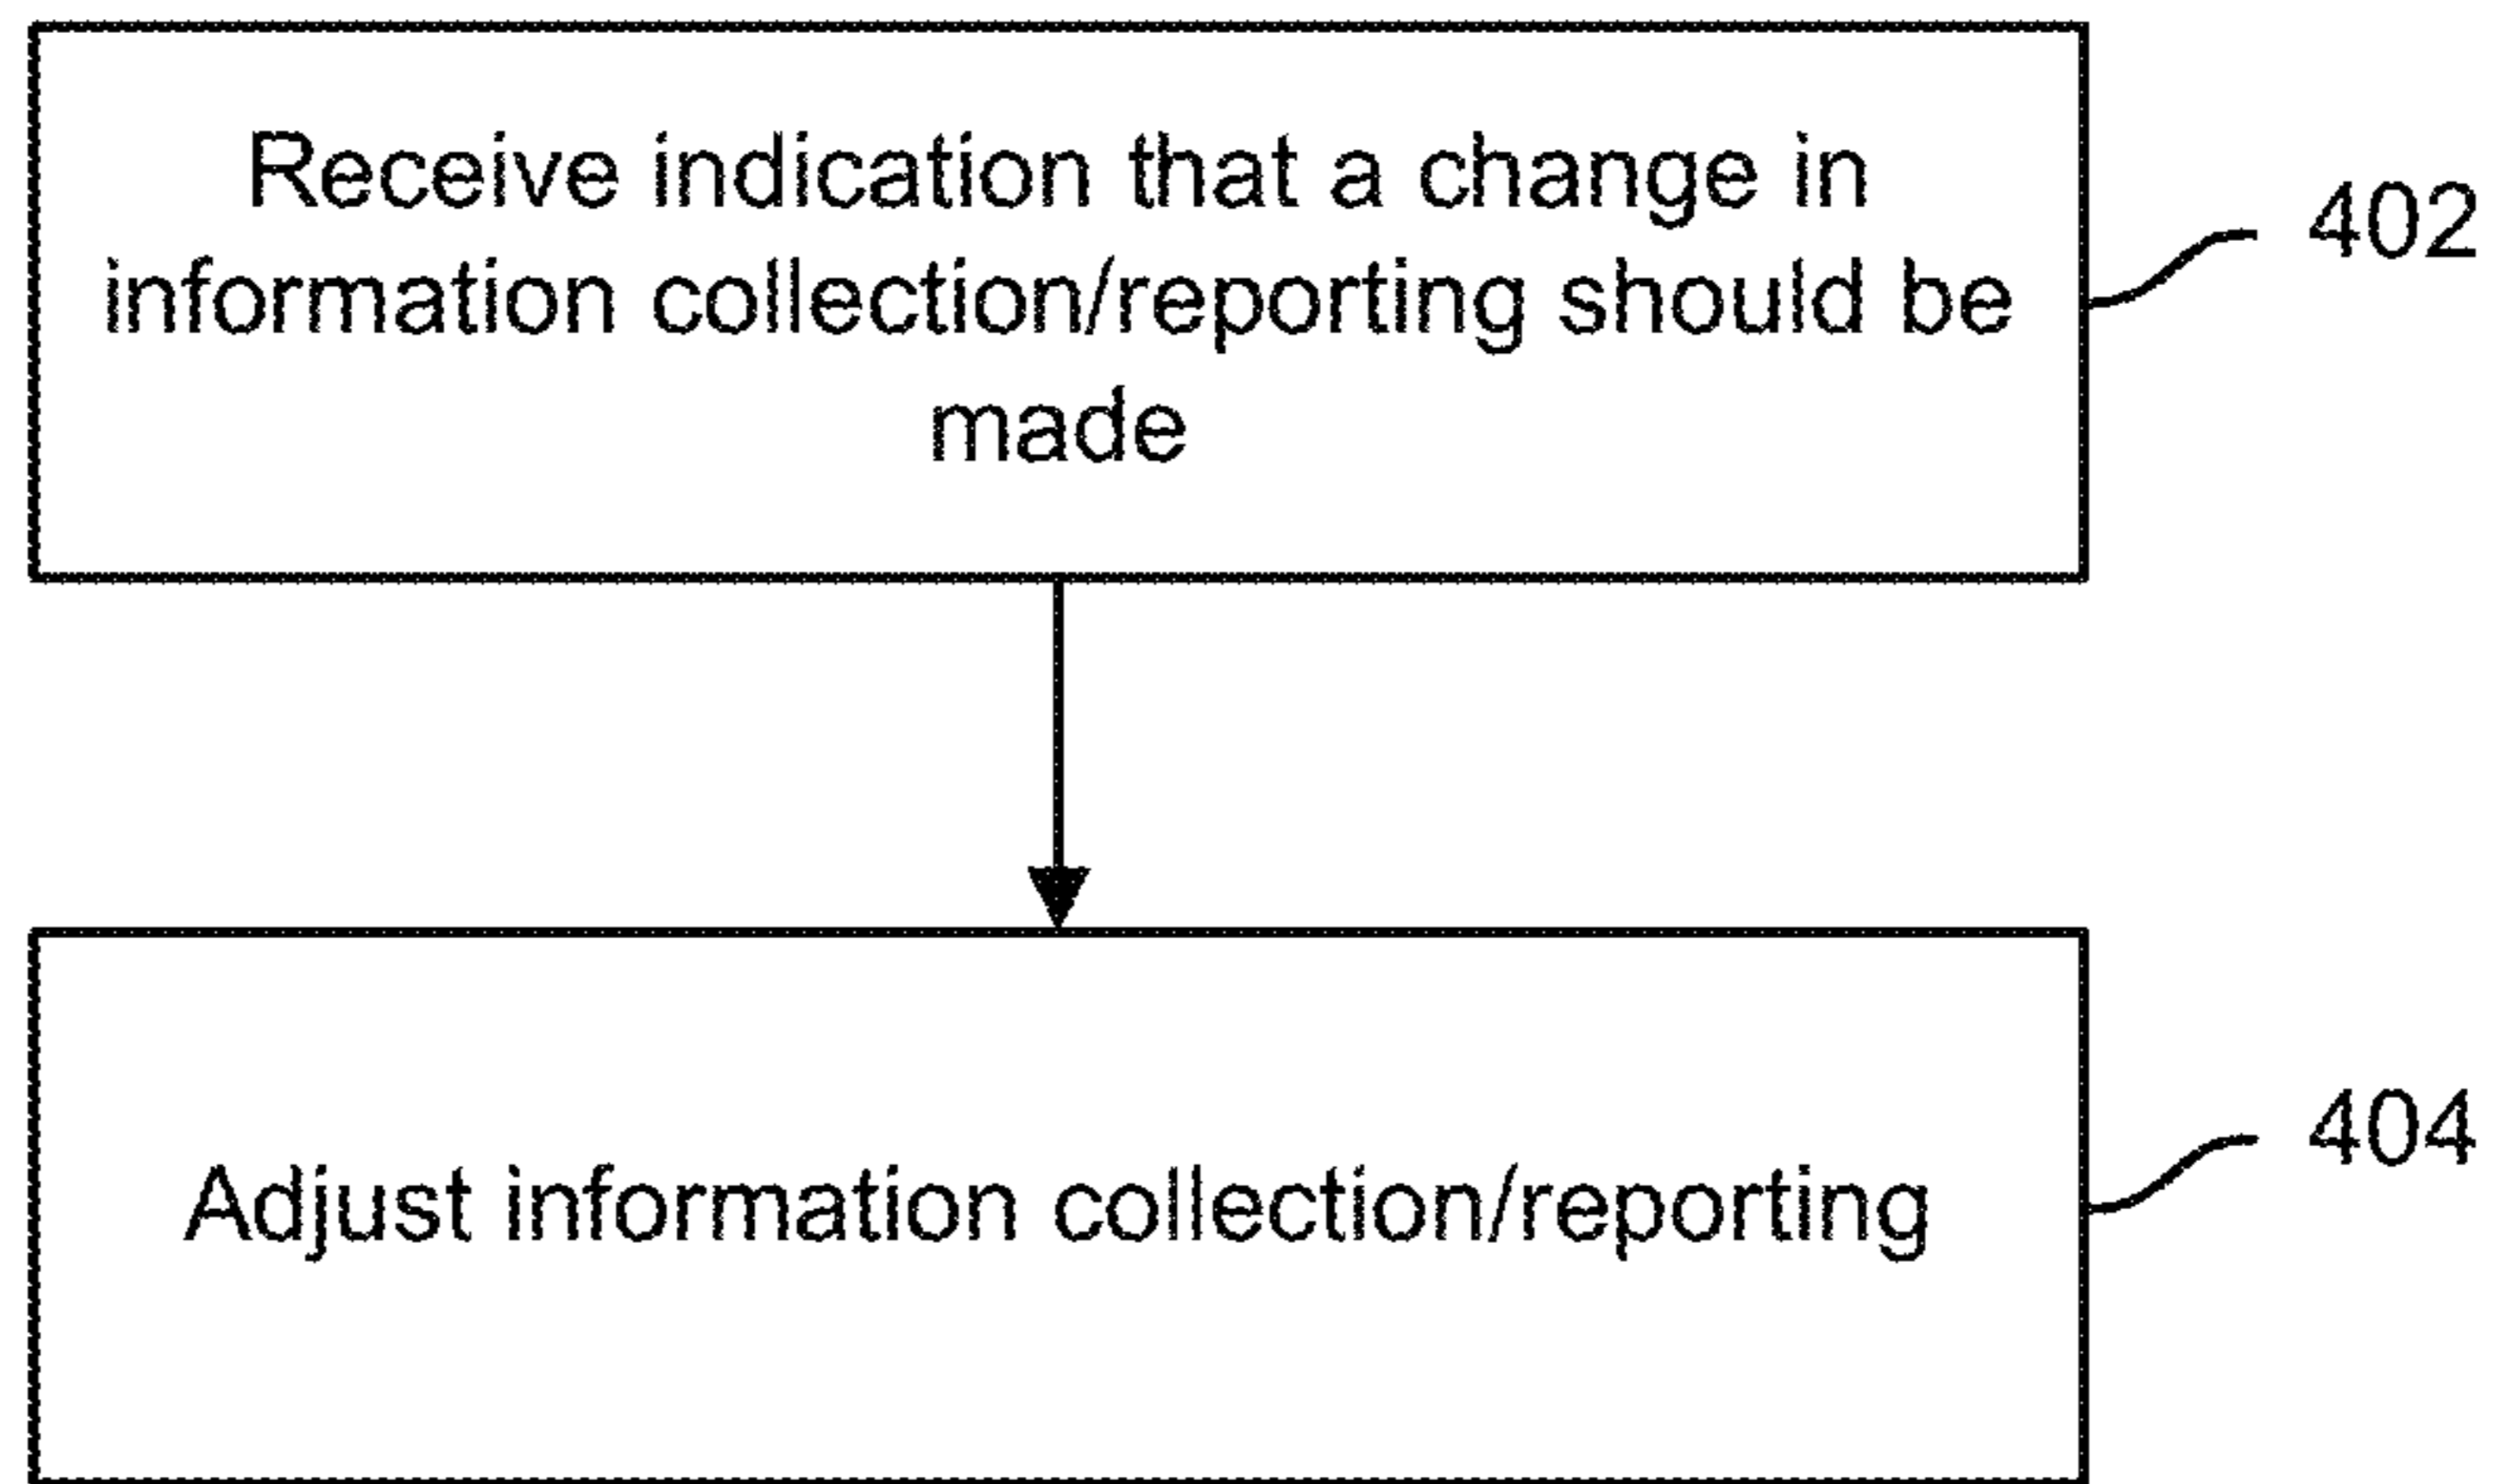 Receive indication that a change in
information collection/reporting should be
made
402
Adjust information collection/reporting
404